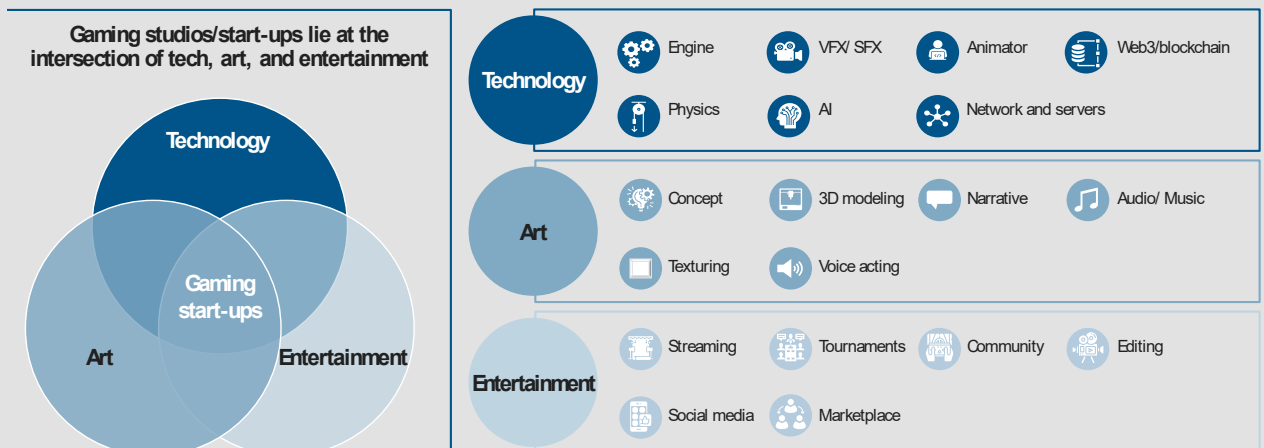 Gaming studios/start-ups lie at the
intersection of tech, art, and entertainment
Technology
Gaming
start-ups
Art
Entertainment
Technology
Engine
VFX/ SFX
Animator
Web3/blockchain
Physics
AI
Network and servers
Art
Concept
3D modeling
Narrative
Audio/ Music
Texturing
Voice acting
Entertainment
Streaming
Tournaments
Community
Editing
Social media
Marketplace